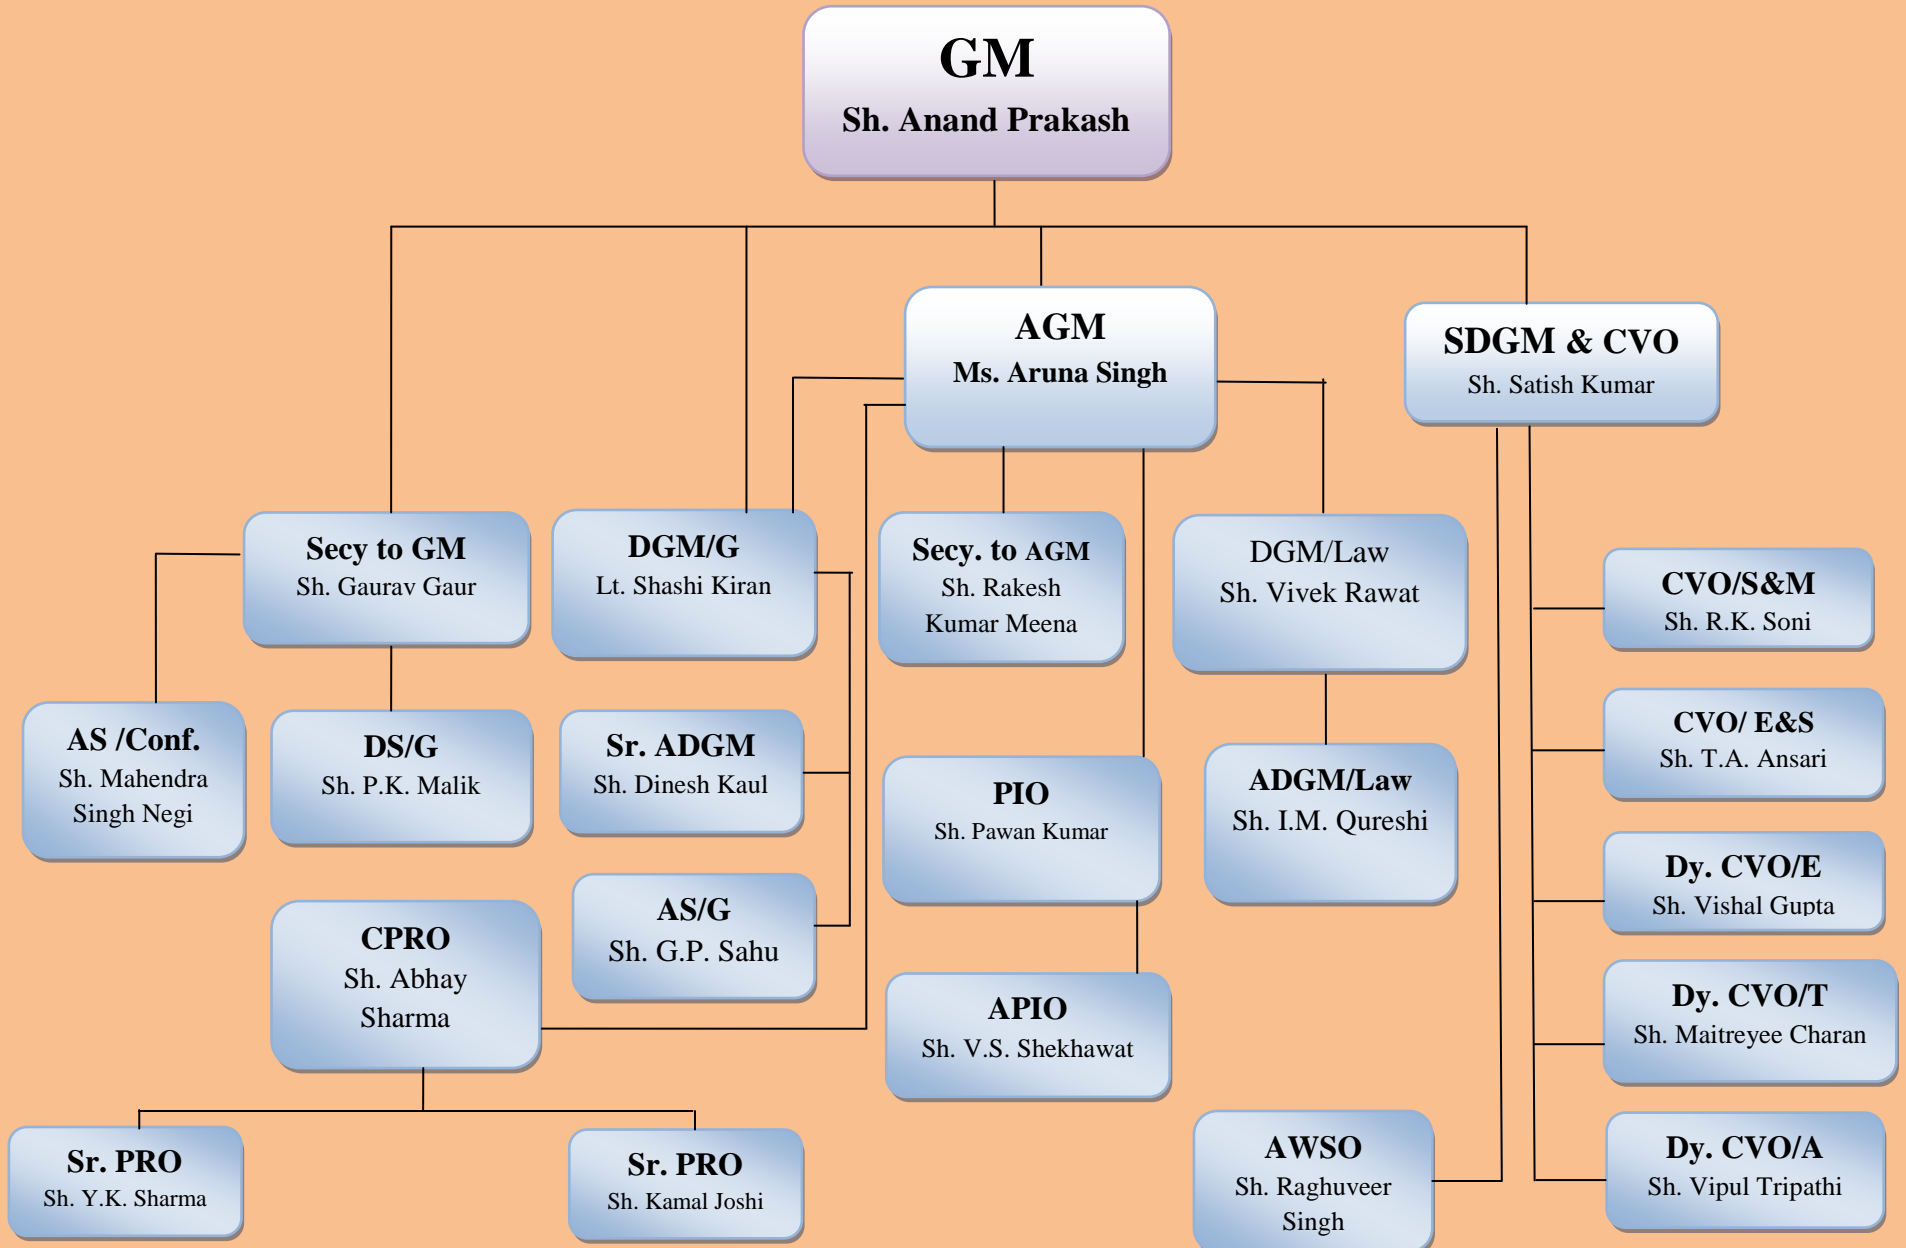 GM
Sh. Anand Prakash
AGM
Ms. Aruna Singh
SDGM & CVO
Sh. Satish Kumar
Secy to GM
Sh. Gaurav Gaur
DGM/G
Lt. Shashi Kiran
Secy. to AGM
Sh. Rakesh
Kumar Meena
DGM/Law
Sh. Vivek Rawat
CVO/S&M
Sh. R.K. Soni
AS /Conf.
Sh. Mahendra
Singh Negi
DS/G
Sh. P.K. Malik
Sr. ADGM
Sh. Dinesh Kaul
PIO
Sh. Pawan Kumar
ADGM/Law
Sh. I.M. Qureshi
CVO/ E&S
Sh. T.A. Ansari
Dy. CVO/E
Sh. Vishal Gupta
CPRO
Sh. Abhay
Sharma
AS/G
Sh. G.P. Sahu
APIO
Sh. V.S. Shekhawat
Dy. CVO/T
Sh. Maitreyee Charan
Sr. PRO
Sh. Y.K. Sharma
Sr. PRO
Sh. Kamal Joshi
AWSO
Sh. Raghuveer
Singh
Dy. CVO/A
Sh. Vipul Tripathi